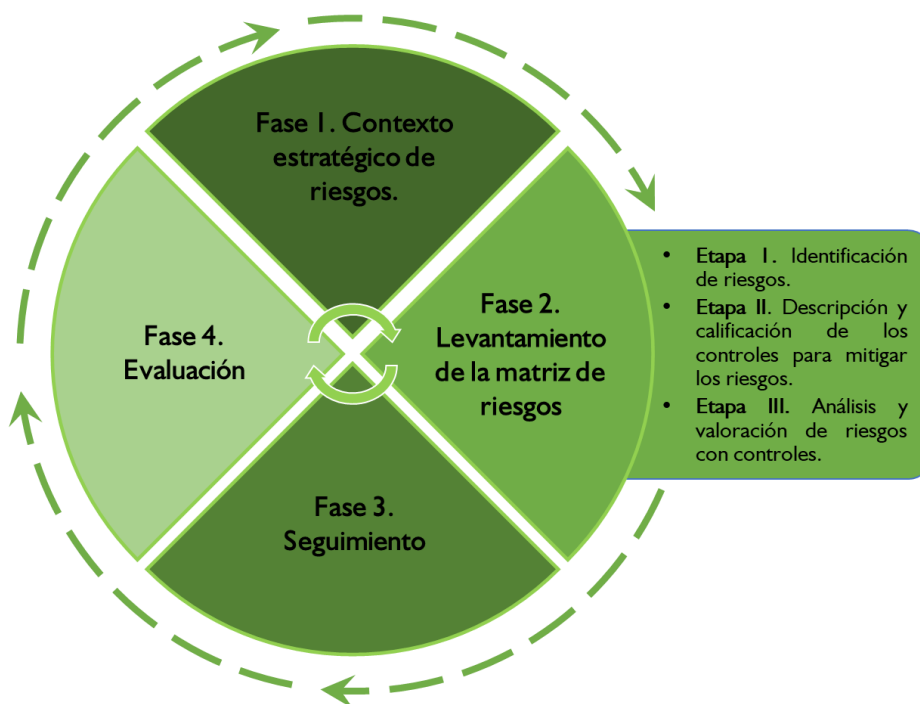 Fase 1. Contexto
estratégico de
riesgos.
Fase 2.
Levantamiento
de la matriz de
riesgos
• Etapa I. Identificación
de riesgos.
• Etapa II. Descripción y
calificación de los
controles para mitigar
los riesgos.
• Etapa III. Análisis y
valoración de riesgos
con controles.
Fase 3.
Seguimiento
Fase 4.
Evaluación